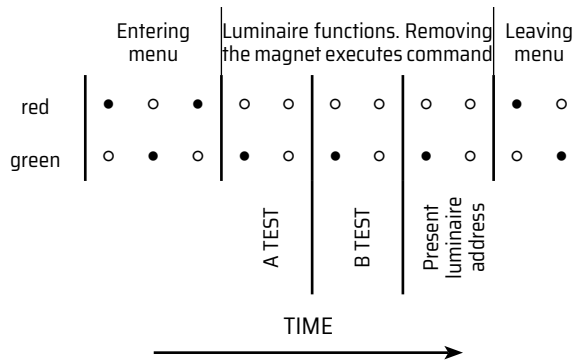 Entering
menu
Luminaire functions. Removing
the magnet executes command
Leaving
menu
red
green
A TEST
B TEST
Present
luminaire
address
TIME